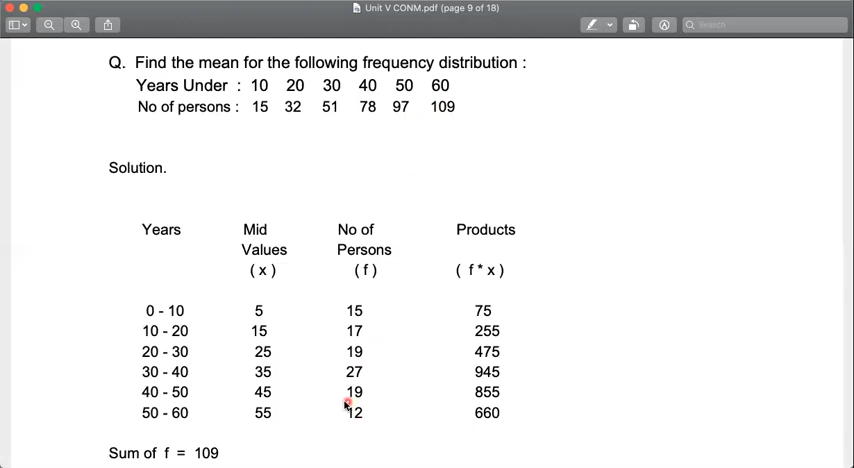 Unit V CONM.pdf (page 9 of 18)
Search
Q. Find the mean for the following frequency distribution :
Years Under : 10 20 30 40 50 60
No of persons : 15 32 51 78 97 109
Solution.
Years Mid No of Products
Values Persons
( x ) ( f ) ( f * x )
0 - 10 5 15 75
10 - 20 15 17 255
20 - 30 25 19 475
30 - 40 35 27 945
40 - 50 45 19 855
50 - 60 55 12 660
Sum of f = 109